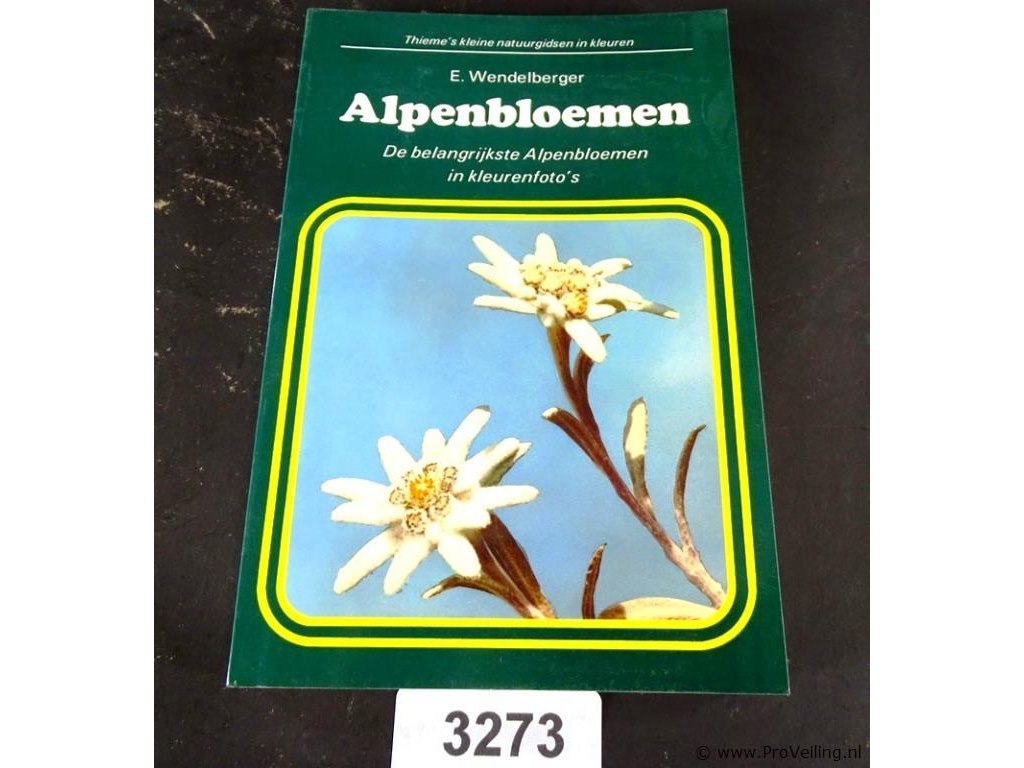 Thieme's kleine natuurgidsen in kleuren
E. Wendelberger
Alpenbloemen
De belangrijkste Alpenbloemen
in kleurenfoto's
3273
© www.ProVeiling.nl